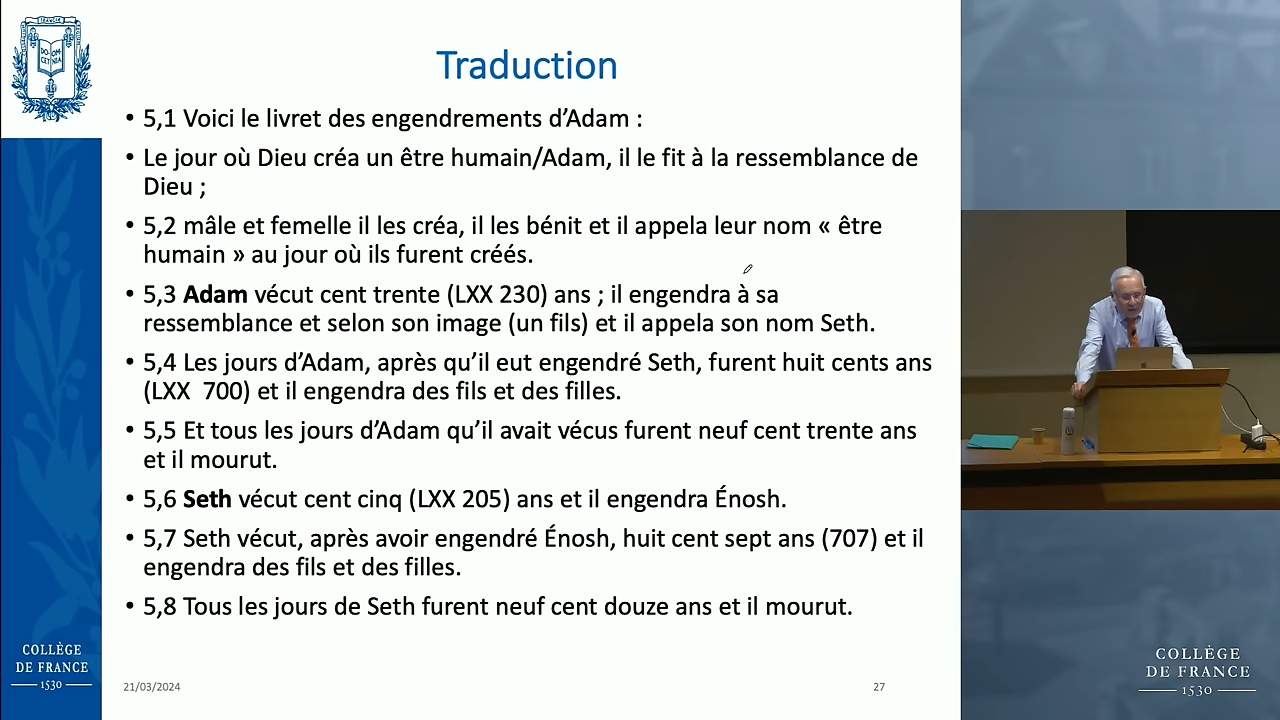 Traduction
• 5,1 Voici le livret des engendrements d’Adam :
• Le jour où Dieu créa un être humain/Adam, il le fit à la ressemblance de
Dieu ;
• 5,2 mâle et femelle il les créa, il les bénit et il appela leur nom « être
humain » au jour où ils furent créés.
• 5,3 Adam vécut cent trente (LXX 230) ans ; il engendra à sa
ressemblance et selon son image (un fils) et il appela son nom Seth.
• 5,4 Les jours d’Adam, après qu’il eut engendré Seth, furent huit cents ans
(LXX  700) et il engendra des fils et des filles.
• 5,5 Et tous les jours d’Adam qu’il avait vécus furent neuf cent trente ans
et il mourut.
• 5,6 Seth vécut cent cinq (LXX 205) ans et il engendra Énosh.
• 5,7 Seth vécut, après avoir engendré Énosh, huit cent sept ans (707) et il
engendra des fils et des filles.
• 5,8 Tous les jours de Seth furent neuf cent douze ans et il mourut.
COLLÈGE
DE FRANCE
1530
21/03/2024
27
COLLÈGE
DE FRANCE
1530